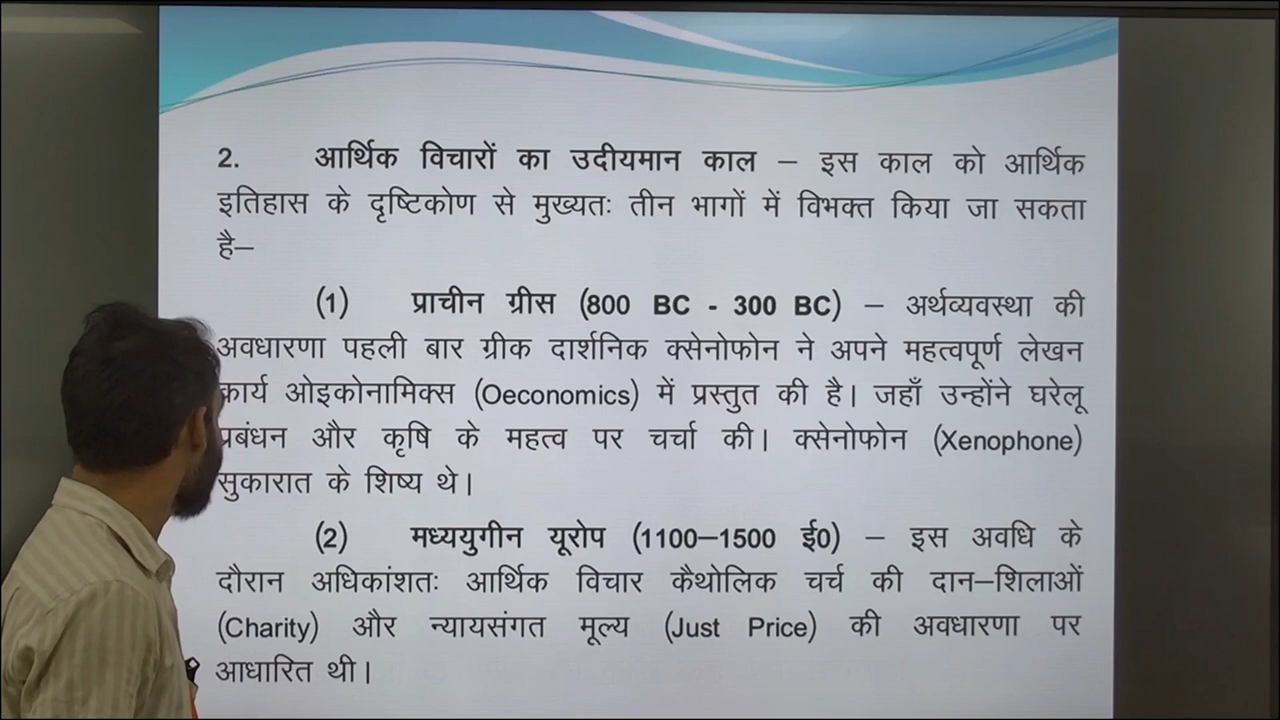 2. आर्थिक विचारों का उदीयमान काल – इस काल को आर्थिक
इतिहास के दृष्टिकोण से मुख्यतः तीन भागों में विभक्त किया जा सकता
है–
(1) प्राचीन ग्रीस (800 BC - 300 BC) – अर्थव्यवस्था की
अवधारणा पहली बार ग्रीक दार्शनिक क्सेनोफोन ने अपने महत्वपूर्ण लेखन
कार्य ओइकोनामिक्स (Oeconomics) में प्रस्तुत की है। जहाँ उन्होंने घरेलू
प्रबंधन और कृषि के महत्व पर चर्चा की। क्सेनोफोन (Xenophone)
सुकारात के शिष्य थे।
(2) मध्ययुगीन यूरोप (1100–1500 ई0) – इस अवधि के
दौरान अधिकांशतः आर्थिक विचार कैथोलिक चर्च की दान–शिलाओं
(Charity) और न्यायसंगत मूल्य (Just Price) की अवधारणा पर
आधारित थी।